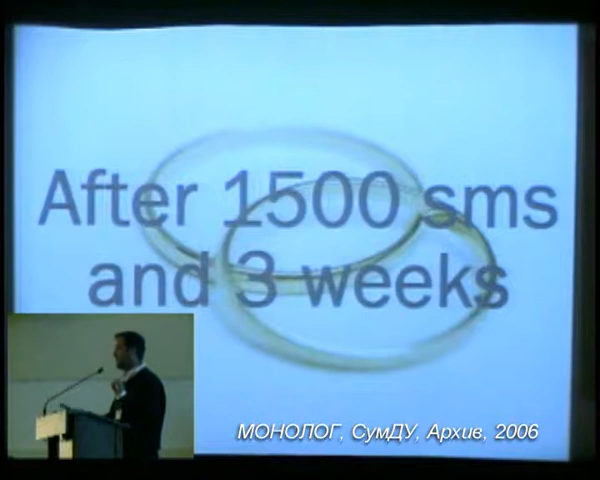 After 1500 sms
and 3 weeks
МОНОЛОГ, СумДУ, Архив, 2006